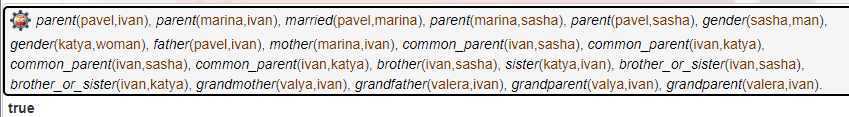 parent(pavel,ivan), parent(marina,ivan), married(pavel,marina), parent(marina,sasha), parent(pavel,sasha), gender(sasha,man),
gender(katya,woman), father(pavel,ivan), mother(marina,ivan), common_parent(ivan,sasha), common_parent(ivan,katya),
common_parent(ivan,sasha), common_parent(ivan,katya), brother(ivan,sasha), sister(katya,ivan), brother_or_sister(ivan,sasha),
brother_or_sister(ivan,katya), grandmother(valya,ivan), grandfather(valera,ivan), grandparent(valya,ivan), grandparent(valera,ivan).
true